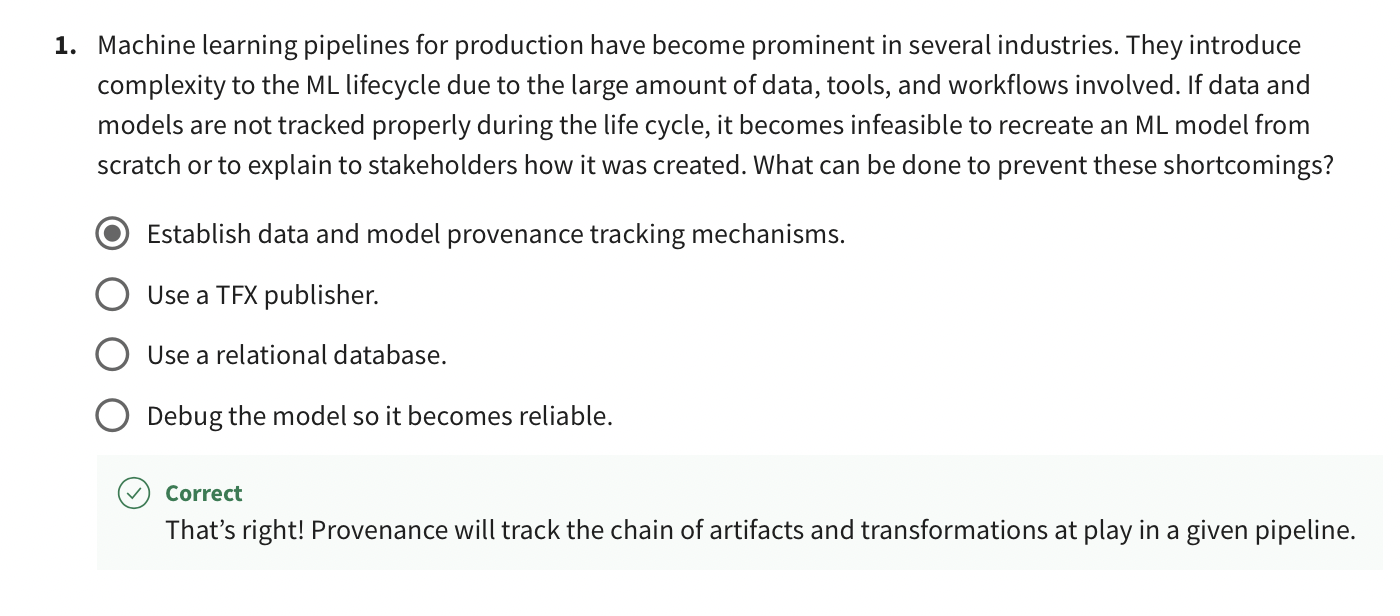 1. Machine learning pipelines for production have become prominent in several industries. They introduce
complexity to the ML lifecycle due to the large amount of data, tools, and workflows involved. If data and
models are not tracked properly during the life cycle, it becomes infeasible to recreate an ML model from
scratch or to explain to stakeholders how it was created. What can be done to prevent these shortcomings?
Establish data and model provenance tracking mechanisms.
Use a TFX publisher.
Use a relational database.
Debug the model so it becomes reliable.
Correct
That’s right! Provenance will track the chain of artifacts and transformations at play in a given pipeline.